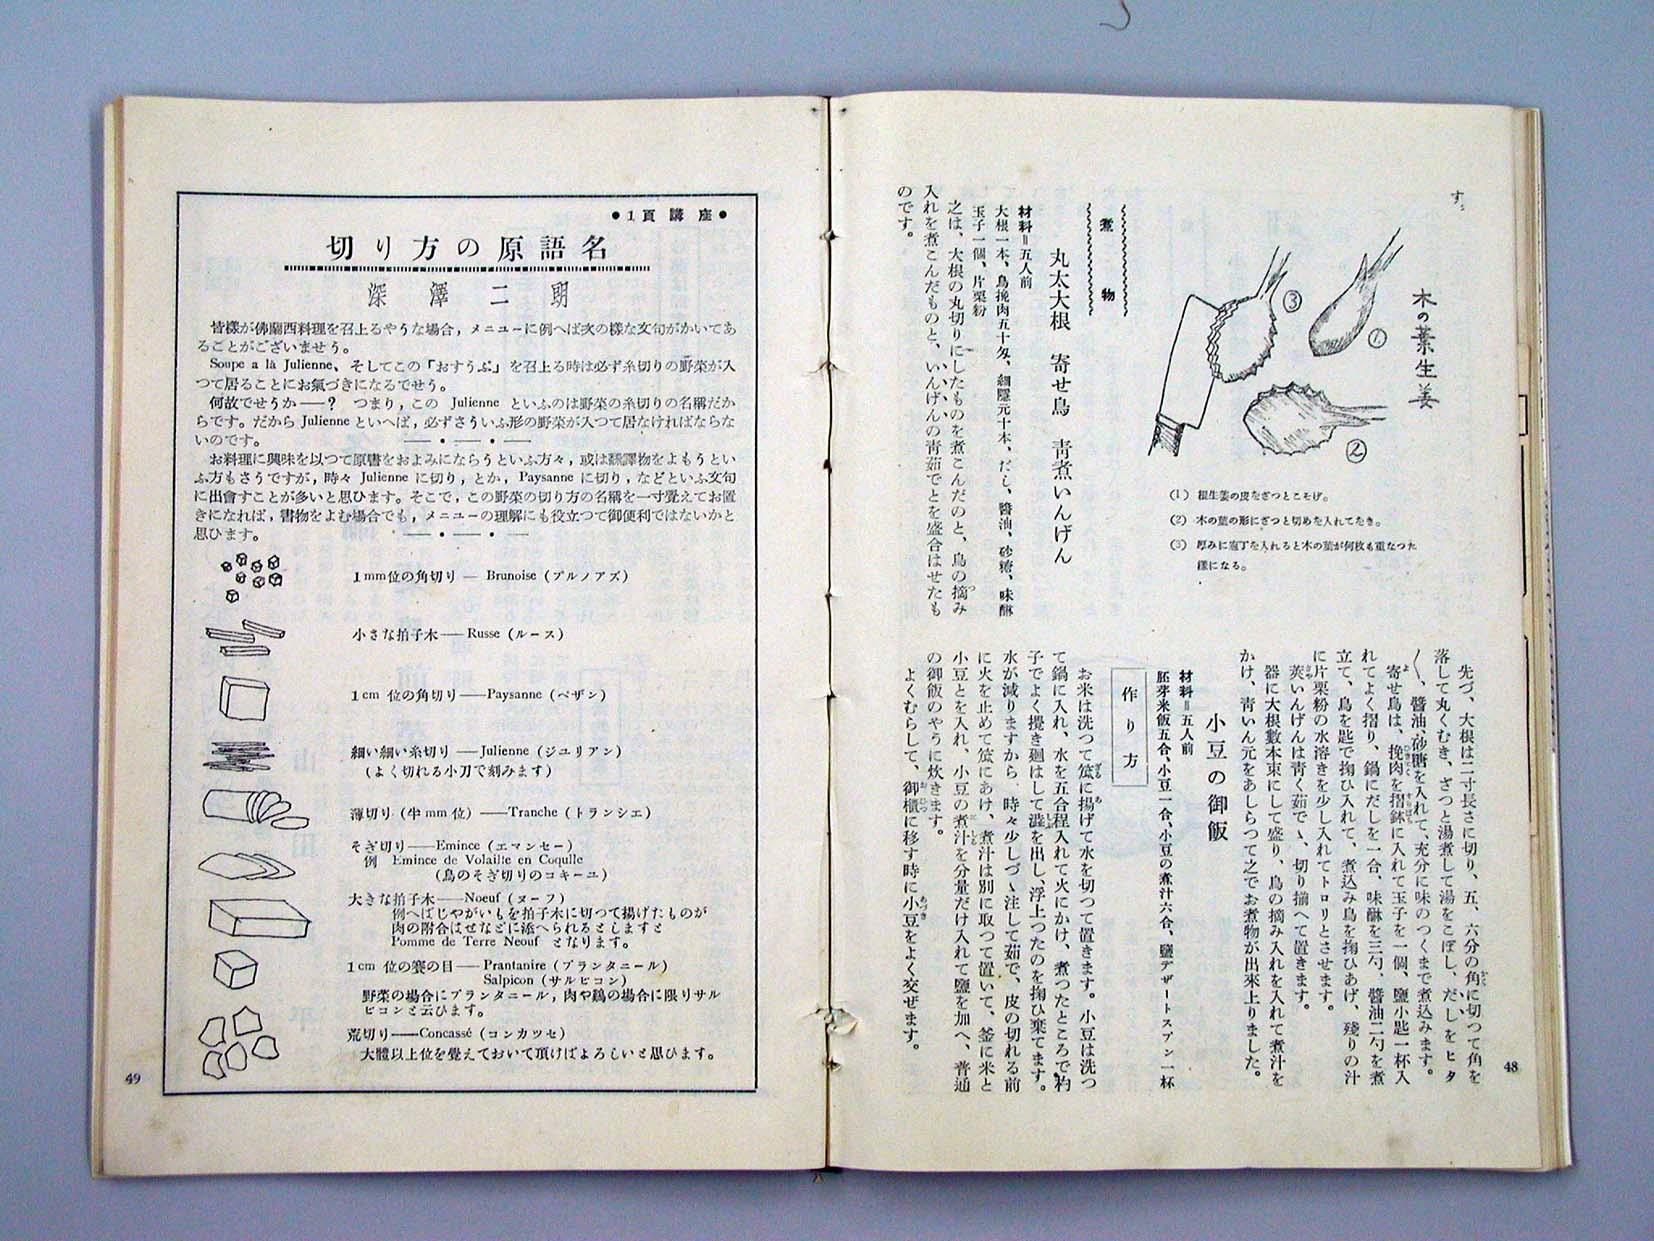 す。
木の葉生姜
①
②
③
(1) 根生姜の皮をざつとこそげ。
(2) 木の葉の形にざつと切めを入れてをき。
(3) 厚みに庖丁を入れると木の葉が何枚も重なつた
様になる。
煮物
丸太大根 寄せ鳥 靑煮いんげん
材料=五人前
大根一本、鳥挽肉五十匁、細隠元十本、だし、醬油、砂糖、味醂
玉子一個、片栗粉
之は、大根の丸切りにしたものを煮こんだのと、鳥の摘み
入れを煮こんだものと、いんげんの靑茹でとを盛合はせたも
のです。
先づ、大根は二寸長さに切り、五、六分の角に切つて角を
落して丸くむき、ざつと湯煮して湯をこぼし、だしをヒタ
〱、醬油、砂糖を入れて、充分に味のつくまで煮込みます。
寄せ鳥は、挽肉を摺鉢に入れて玉子を一個、鹽小匙一杯入
れてよく摺り、鍋にだしを一合、味醂を三勺、醬油二勺を煮
立て、鳥を匙で掬ひ入れて、煮込み鳥を掬ひあげ、殘りの汁
に片栗粉の水溶きを少し入れてトロリとさせます。
莢いんげんは靑く茹でヽ、切り揃へて置きます。
器に大根數本束にして盛り、鳥の摘み入れを入れて煮汁を
かけ、靑いん元をあしらつて之でお煮物が出來上りました。
小豆の御飯
材料=五人前
胚芽米飯五合、小豆一合、小豆の煮汁六合、鹽デザートスプン一杯
作り方
お米は洗つて笊に揚げて水を切つて置きます。小豆は洗つ
て鍋に入れ、水を五合程入れて火にかけ、煮つたところで杓
子でよく攪き廻はして澁を出し、浮上つたのを掬ひ棄てます。
水が減りますから、時々少しづヽ注して茹で、皮の切れる前
に火を止めて笊にあけ、煮汁は別に取つて置いて、釜に米と
小豆とを入れ、小豆の煮汁を分量だけ入れて鹽を加へ、普通
の御飯のやうに炊きます。
よくむらして、御櫃に移す時に小豆をよく交ぜます。
48
●1頁講座●
切り方の原語名
深澤二朗
皆樣が佛蘭西料理を召上るやうな場合，メニユーに例へば次の樣な文句がかいてあ
ることがございませう。
Soupe a la Julienne、そしてこの「おすうぷ」を召上る時は必ず糸切りの野菜が入
つて居ることにお氣づきになるでせう。
何故でせうか——? つまり，この Julienne といふのは野菜の糸切りの名稱だか
らです。だから Julienne といへば，必ずさういふ形の野菜が入つて居なければならな
いのです。
お料理に興味を以つて原書をおよみにならうといふ方々，或は飜譯物をよもうとい
ふ方もさうですが，時々 Julienne に切り，とか，Paysanne に切り，などといふ文句
に出會すことが多いと思ひます。そこで，この野菜の切り方の名稱を一寸覺えてお置
きになれば，書物をよむ場合でも，メニユーの理解にも役立つて御便利ではないかと
思ひます。
1mm位の角切り — Brunoise (ブルノアズ)
小さな拍子木——Russe (ルース)
1cm 位の角切り——Paysanne (ペザン)
細い細い糸切り——Julienne (ジユリアン)
(よく切れる小刀で刻みます)
薄切り (半mm位) ——Tranche (トランシエ)
そぎ切り——Emince (エマンセー)
例 Emince de Volaille en Coqulle
(鳥のそぎ切りのコキーユ)
大きな拍子木——Noeuf (ヌーフ)
例へばじやがいもを拍子木に切つて揚げたものが
肉の附合はせなどに添へられるとしますと
Pomme de Terre Neouf となります。
1cm 位の賽の目——Prantanire (プランタニール)
Salpicon (サルピコン)
野菜の場合にプランタニール，肉や鷄の場合に限りサル
ピコンと云ひます。
荒切り——Concassé (コンカツセ)
大體以上位を覺えておいて頂けばよろしいと思ひます。
49